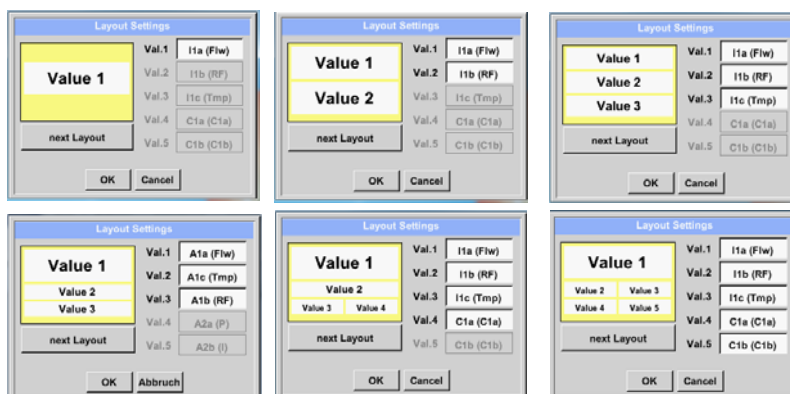 Layout Settings
Value 1
Val.1 I1a (Flw)
Val.2 I1b (RF)
Val.3 I1c (Tmp)
Val.4 C1a (C1a)
Val.5 C1b (C1b)
next Layout
OK Cancel
Layout Settings
Value 1
Value 2
Val.1 I1a (Flw)
Val.2 I1b (RF)
Val.3 I1c (Tmp)
Val.4 C1a (C1a)
Val.5 C1b (C1b)
next Layout
OK Cancel
Layout Settings
Value 1
Value 2
Value 3
Val.1 I1a (Flw)
Val.2 I1b (RF)
Val.3 I1c (Tmp)
Val.4 C1a (C1a)
Val.5 C1b (C1b)
next Layout
OK Cancel
Layout Settings
Value 1
Value 2
Value 3
Val.1 A1a (Flw)
Val.2 A1c (Tmp)
Val.3 A1b (RF)
Val.4 A2a (P)
Val.5 A2b (I)
next Layout
OK Abbruch
Layout Settings
Value 1
Value 2
Value 3 Value 4
Val.1 I1a (Flw)
Val.2 I1b (RF)
Val.3 I1c (Tmp)
Val.4 C1a (C1a)
Val.5 C1b (C1b)
next Layout
OK Cancel
Layout Settings
Value 1
Value 2 Value 3
Value 4 Value 5
Val.1 I1a (Flw)
Val.2 I1b (RF)
Val.3 I1c (Tmp)
Val.4 C1a (C1a)
Val.5 C1b (C1b)
next Layout
OK Cancel